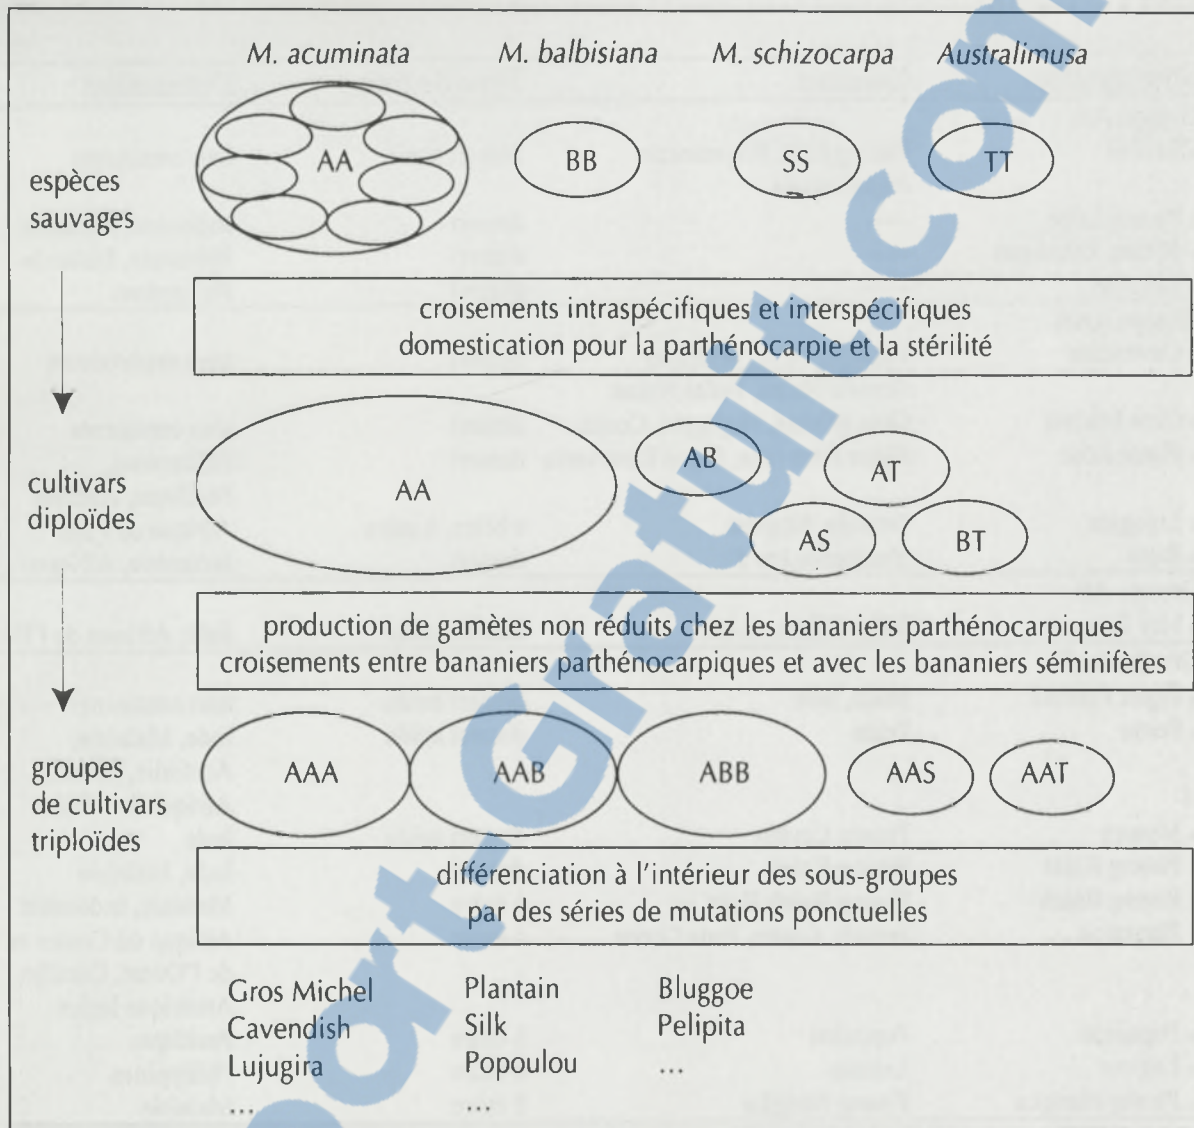 M. acuminata M. balbisiana M. schizocarpa Australimusa
AA BB SS TT
espèces
sauvages
croisements intraspécifiques et interspécifiques
domestication pour la parthénocarpie et la stérilité
cultivars
diploïdes
AA AB AT
AS BT
production de gamètes non réduits chez les bananiers parthénocarpiques
croisements entre bananiers parthénocarpiques et avec les bananiers séminifères
groupes
de cultivars
triploïdes
AAA AAB ABB AAS AAT
différenciation à l'intérieur des sous-groupes
par des séries de mutations ponctuelles
Gros Michel Plantain Bluggoe
Cavendish Silk Pelipita
Lujugira Popoulou ...
... ...
ort-Gratuit.com